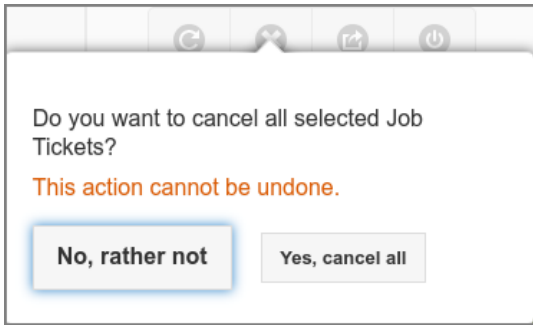 Do you want to cancel all selected Job
Tickets?
This action cannot be undone.
No, rather not
Yes, cancel all